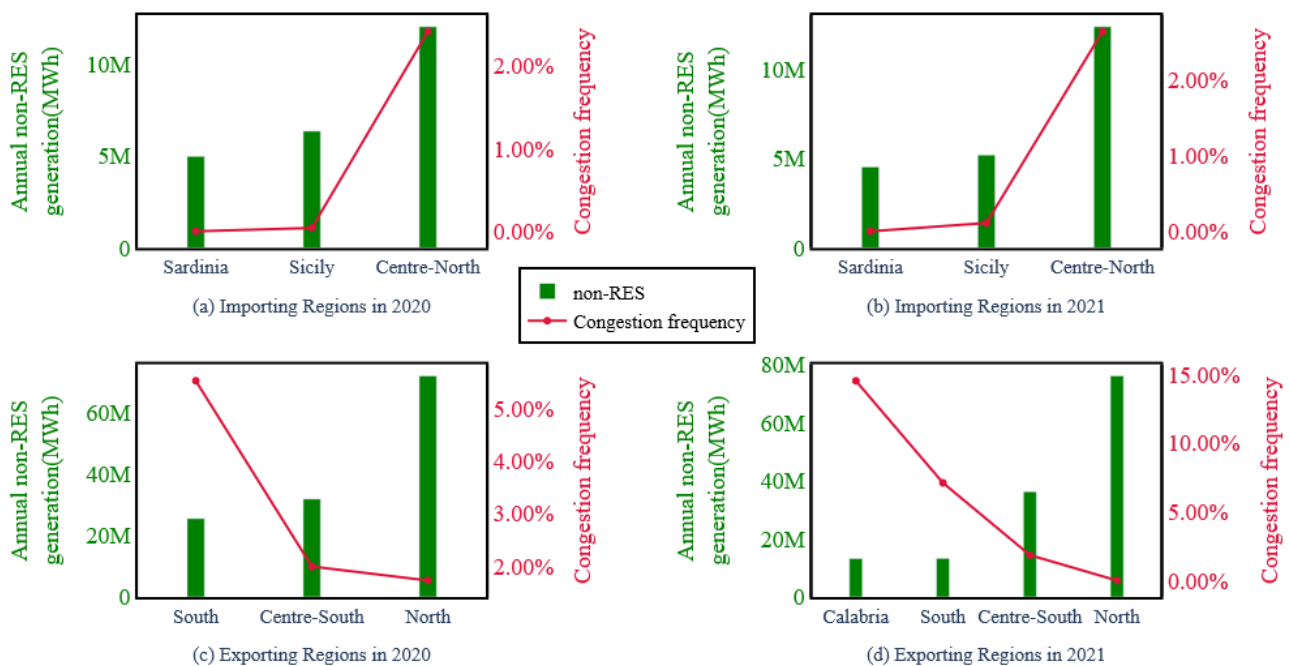 Annual non-RES
generation(MWh)
10M
5M
0
2.00%
1.00%
0.00%
Congestion frequency
Sardinia Sicily Centre-North
(a) Importing Regions in 2020
Annual non-RES
generation(MWh)
10M
5M
0
2.00%
1.00%
0.00%
Congestion frequency
Sardinia Sicily Centre-North
(b) Importing Regions in 2021
non-RES
Congestion frequency
Annual non-RES
generation(MWh)
60M
40M
20M
0
5.00%
4.00%
3.00%
2.00%
Congestion frequency
South Centre-South North
(c) Exporting Regions in 2020
Annual non-RES
generation(MWh)
80M
60M
40M
20M
0
15.00%
10.00%
5.00%
0.00%
Congestion frequency
Calabria South Centre-South North
(d) Exporting Regions in 2021